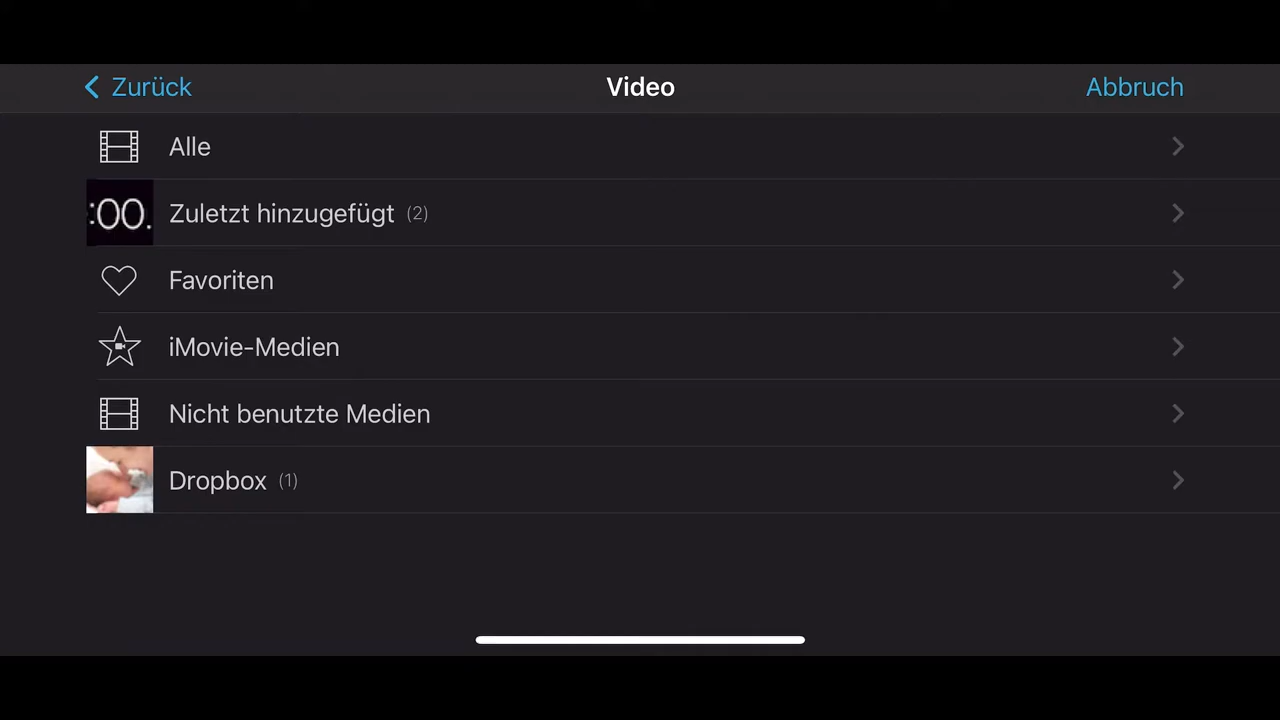 Zurück
Video
Abbruch
Alle
:00.
Zuletzt hinzugefügt (2)
Favoriten
iMovie-Medien
Nicht benutzte Medien
Dropbox (1)